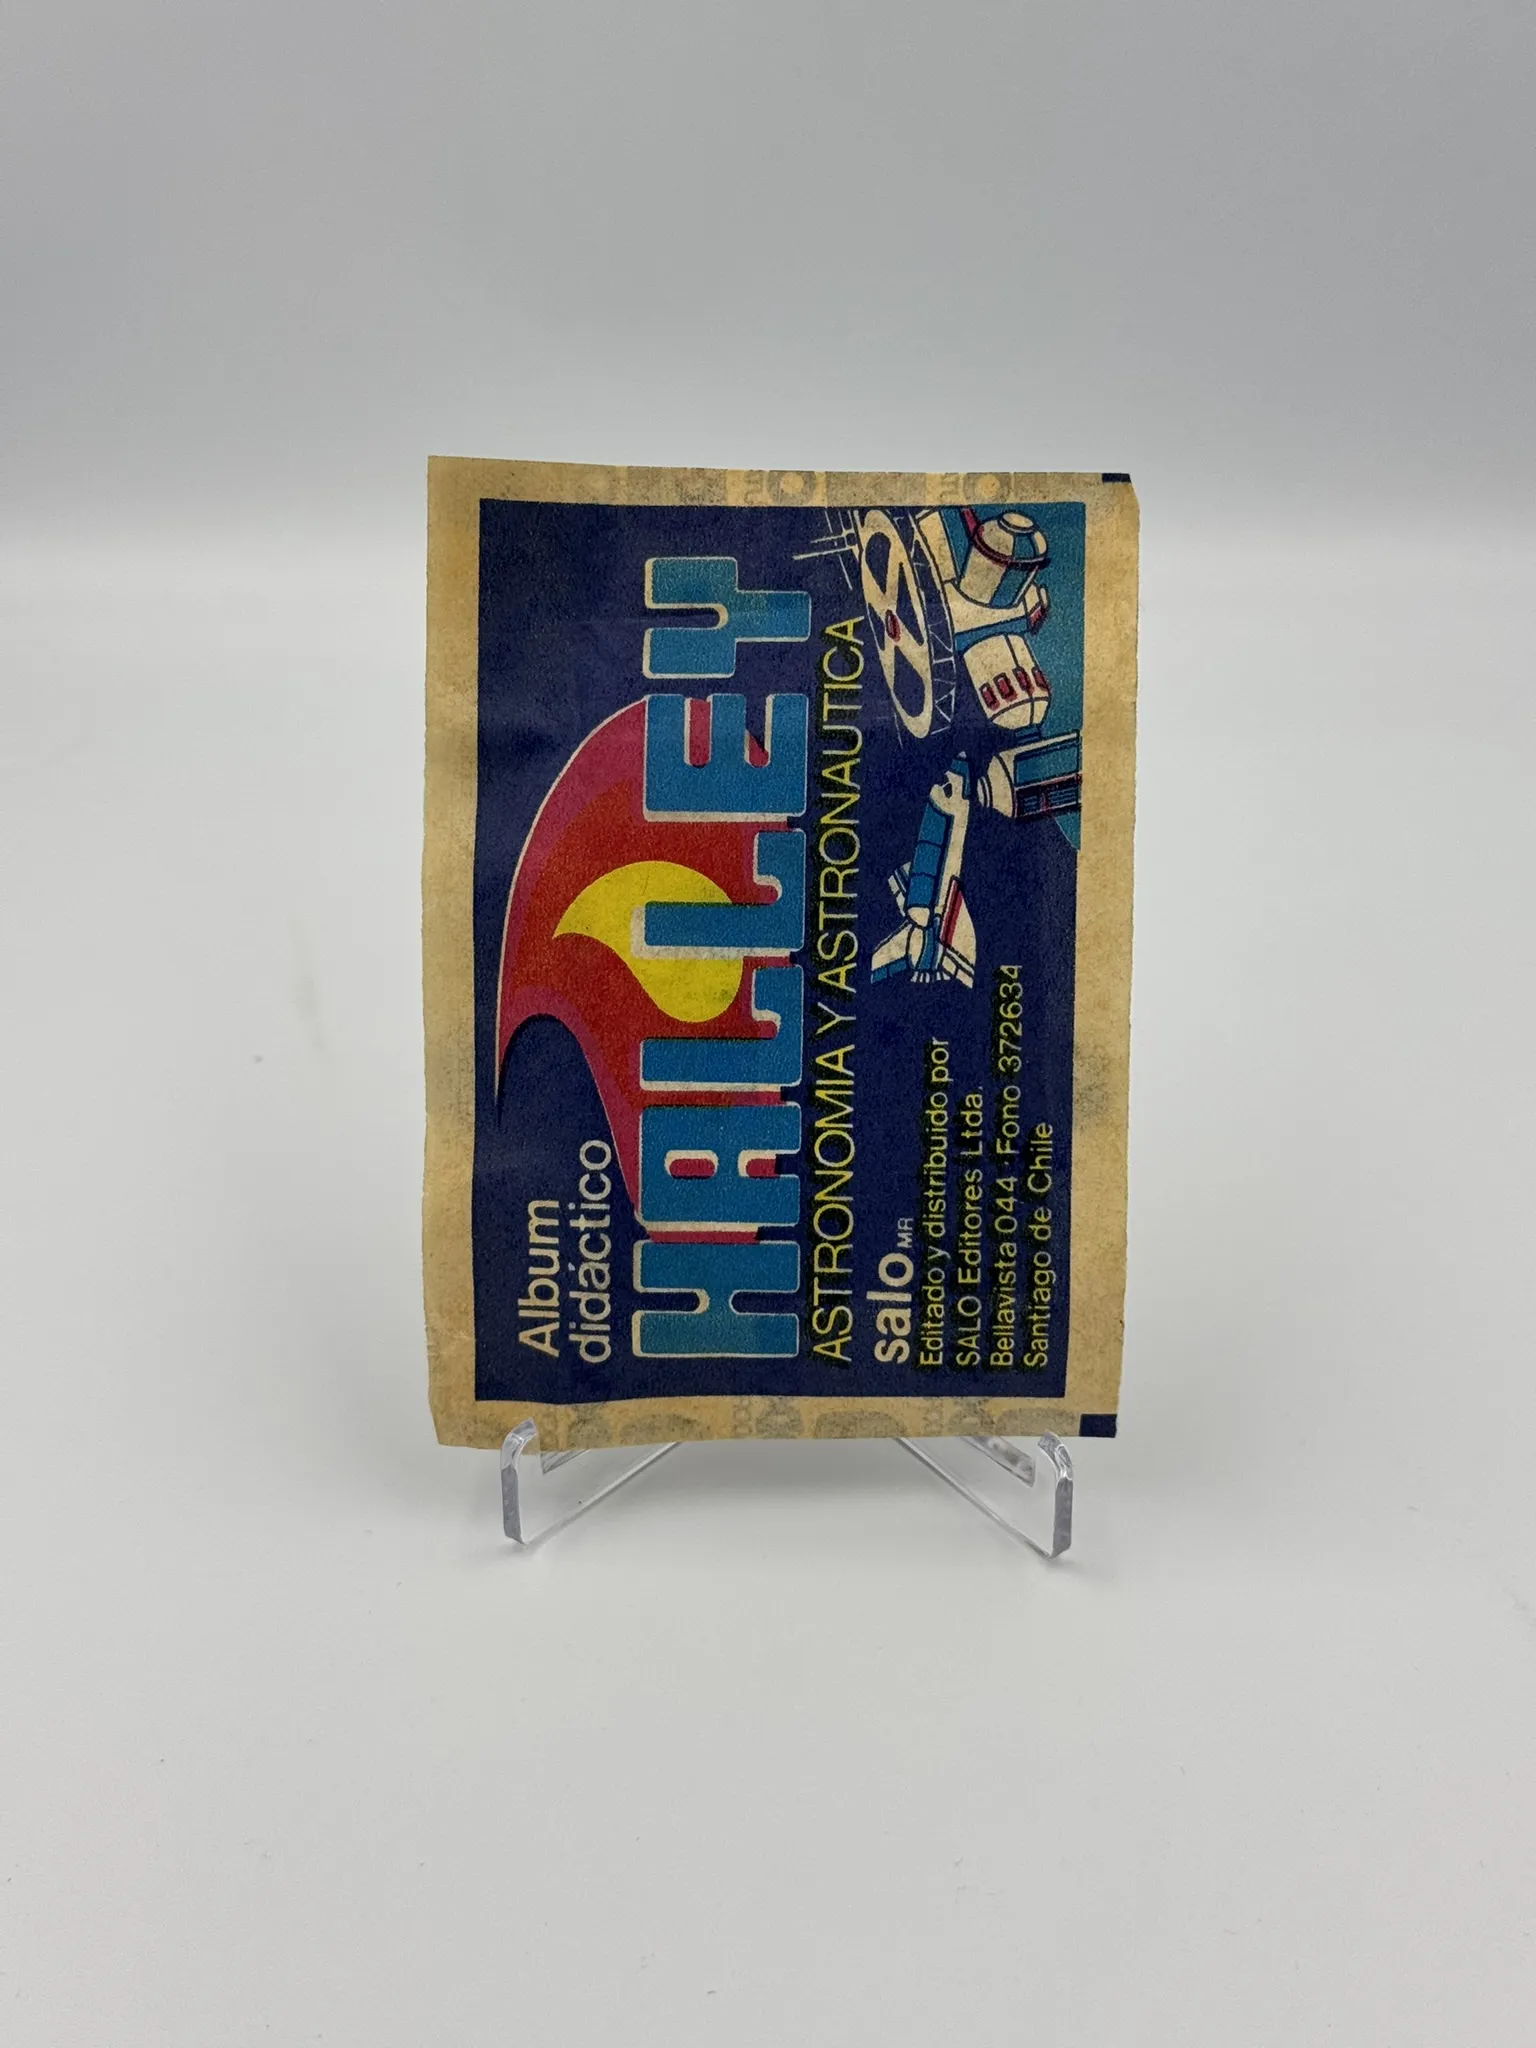 Album
didáctico
HALLEY
ASTRONOMIA Y ASTRONAUTICA
salo MR
Editado y distribuido por
SALO Editores Ltda.
Bellavista 044 · Fono 372634
Santiago de Chile